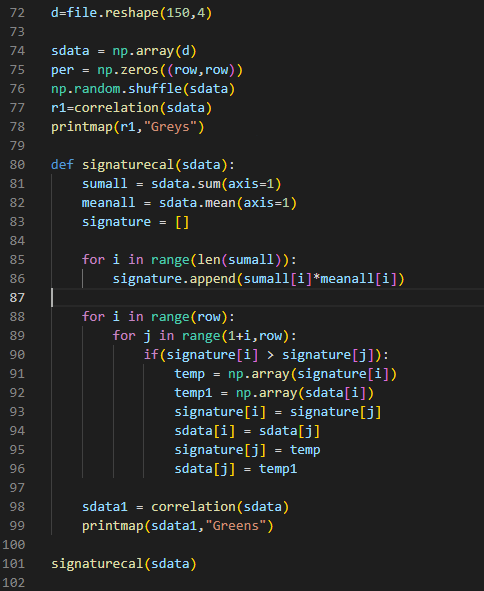 72 d=file.reshape(150,4)
73
74 sdata = np.array(d)
75 per = np.zeros((row,row))
76 np.random.shuffle(sdata)
77 r1=correlation(sdata)
78 printmap(r1,"Greys")
79
80 def signaturecal(sdata):
81     sumall = sdata.sum(axis=1)
82     meanall = sdata.mean(axis=1)
83     signature = []
84
85     for i in range(len(sumall)):
86         signature.append(sumall[i]*meanall[i])
87
88     for i in range(row):
89         for j in range(1+i,row):
90             if(signature[i] > signature[j]):
91                 temp = np.array(signature[i])
92                 temp1 = np.array(sdata[i])
93                 signature[i] = signature[j]
94                 sdata[i] = sdata[j]
95                 signature[j] = temp
96                 sdata[j] = temp1
97
98     sdata1 = correlation(sdata)
99     printmap(sdata1,"Greens")
100
101 signaturecal(sdata)
102